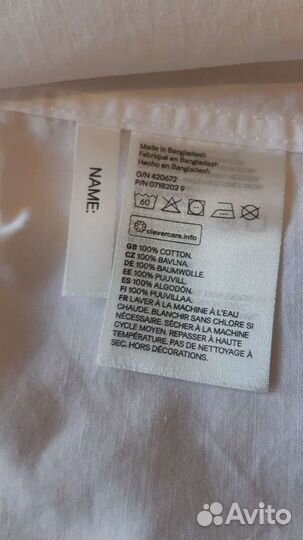 NAME:
Made in Bangladesh
Fabriqué en Bangladesh
Hecho en Bangladesh
O/N 420672
P/N 0718202 9
60
clevercare.info
GB 100% COTTON.
CZ 100% BAVLNA.
DE 100% BAUMWOLLE.
EE 100% PUUVILL.
ES 100% ALGODÓN.
FI 100% PUUVILLAA.
FR LAVER À LA MACHINE À L'EAU
CHAUDE. BLANCHIR SANS CHLORE SI
NÉCESSAIRE. SÉCHER À LA MACHINE
CYCLE MOYEN. REPASSER À HAUTE
TEMPÉRATURE. PAS DE NETTOYAGE À
SEC. HORS DÉCORATIONS.
Avito